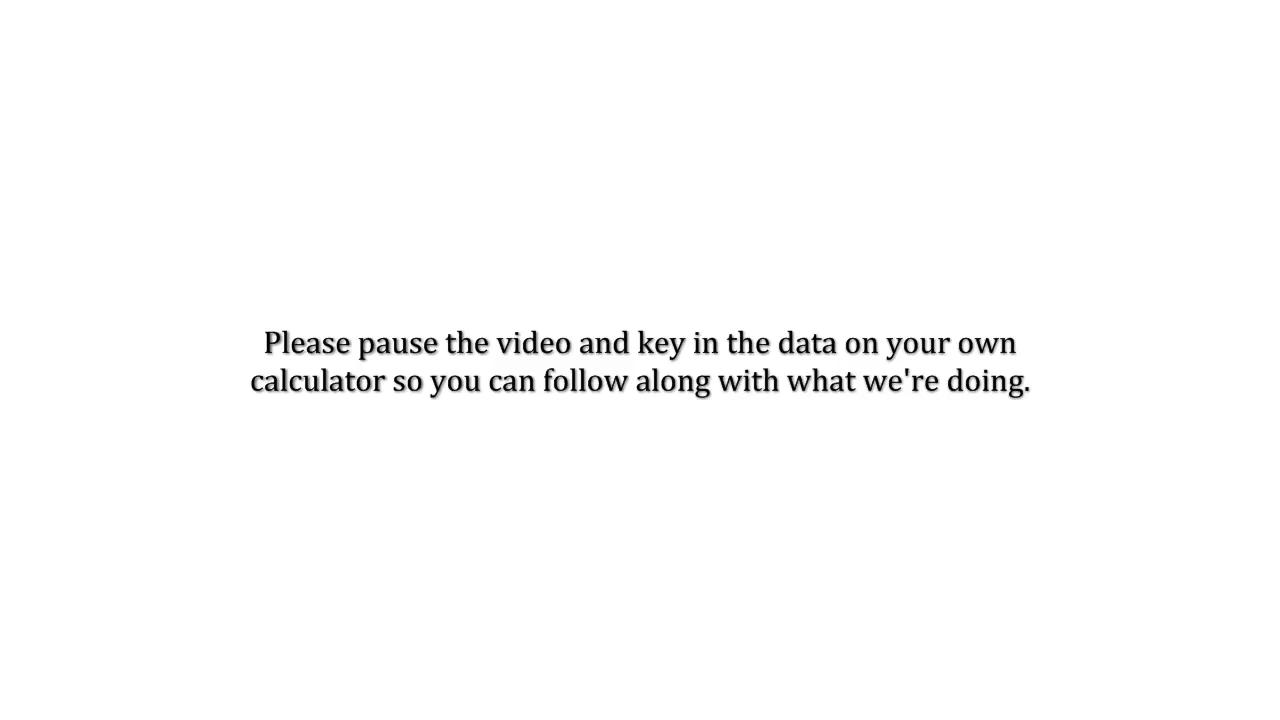 Please pause the video and key in the data on your own
calculator so you can follow along with what we're doing.